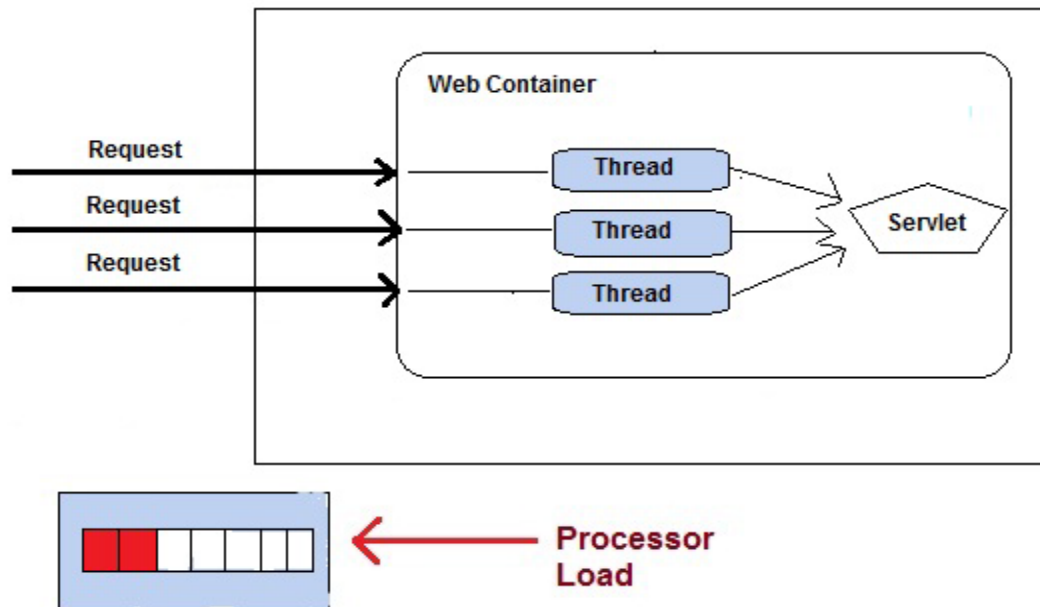 Web Container
Request
Thread
Request
Thread
Servlet
Request
Thread
Processor
Load